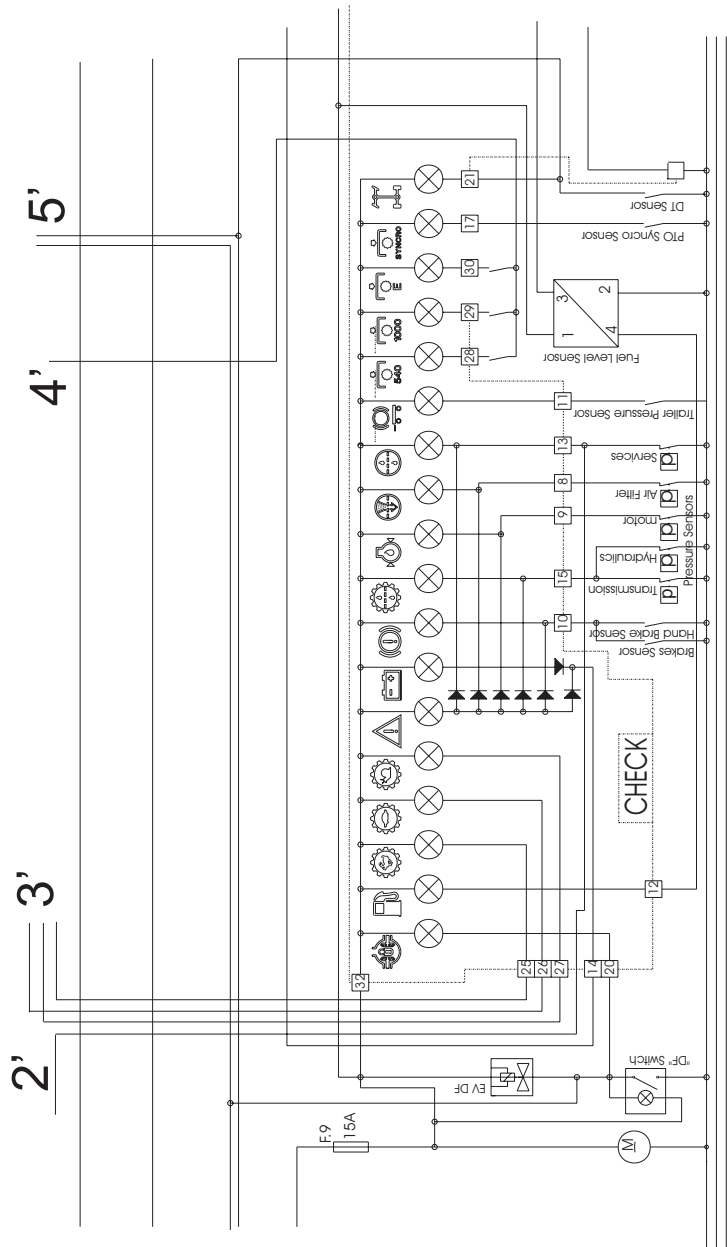 2'
3'
4'
5'
F.9
15A
M
EV DF
"DF" Switch
32
25
26
27
14
20
12
CHECK
10
15
9
8
13
11
28
29
30
17
21
540
1000
E
SYNCRO
Brakes Sensor
Hand Brake Sensor
Transmission
Hydraulics
motor
Air Filter
Services
Pressure Sensors
p
p
p
p
p
Trailer Pressure Sensor
Fuel Level Sensor
1
3
4
2
PTO Syncro Sensor
DT Sensor